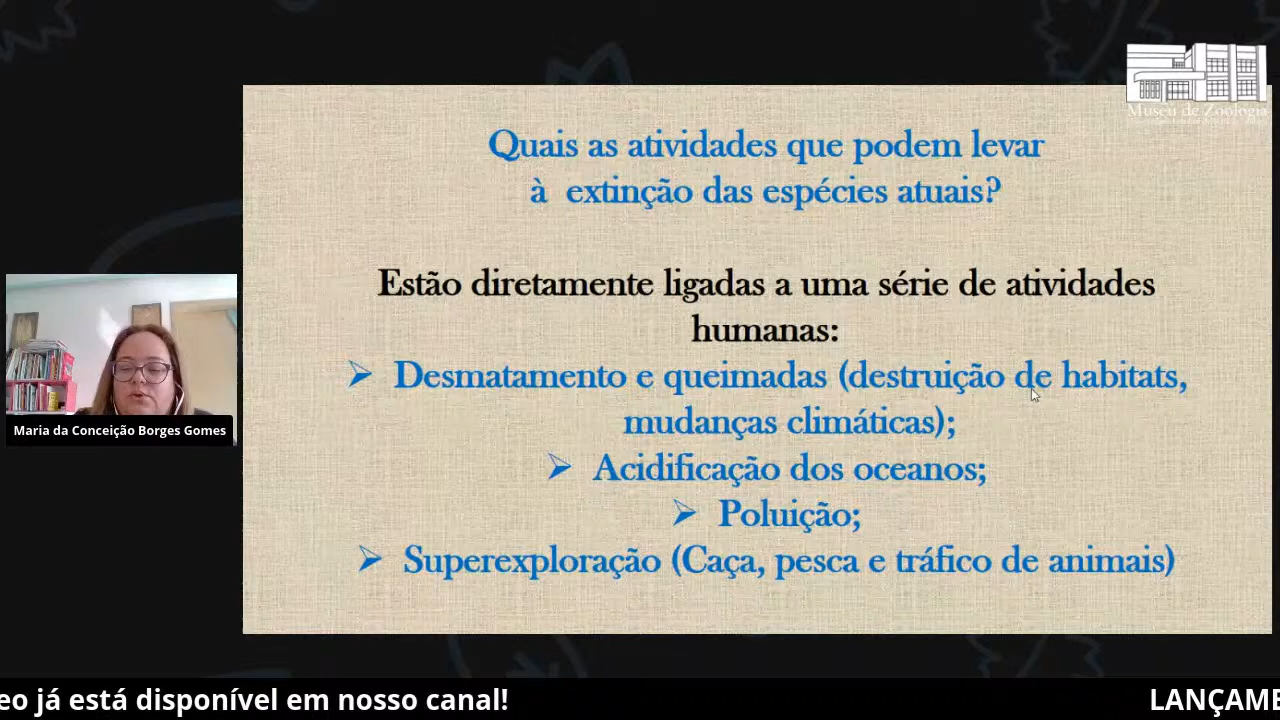 Museu de Zoologia
Quais as atividades que podem levar
à extinção das espécies atuais?
Estão diretamente ligadas a uma série de atividades
humanas:
➢ Desmatamento e queimadas (destruição de habitats,
mudanças climáticas);
➢ Acidificação dos oceanos;
➢ Poluição;
➢ Superexploração (Caça, pesca e tráfico de animais)
Maria da Conceição Borges Gomes
eo já está disponível em nosso canal! LANÇAME